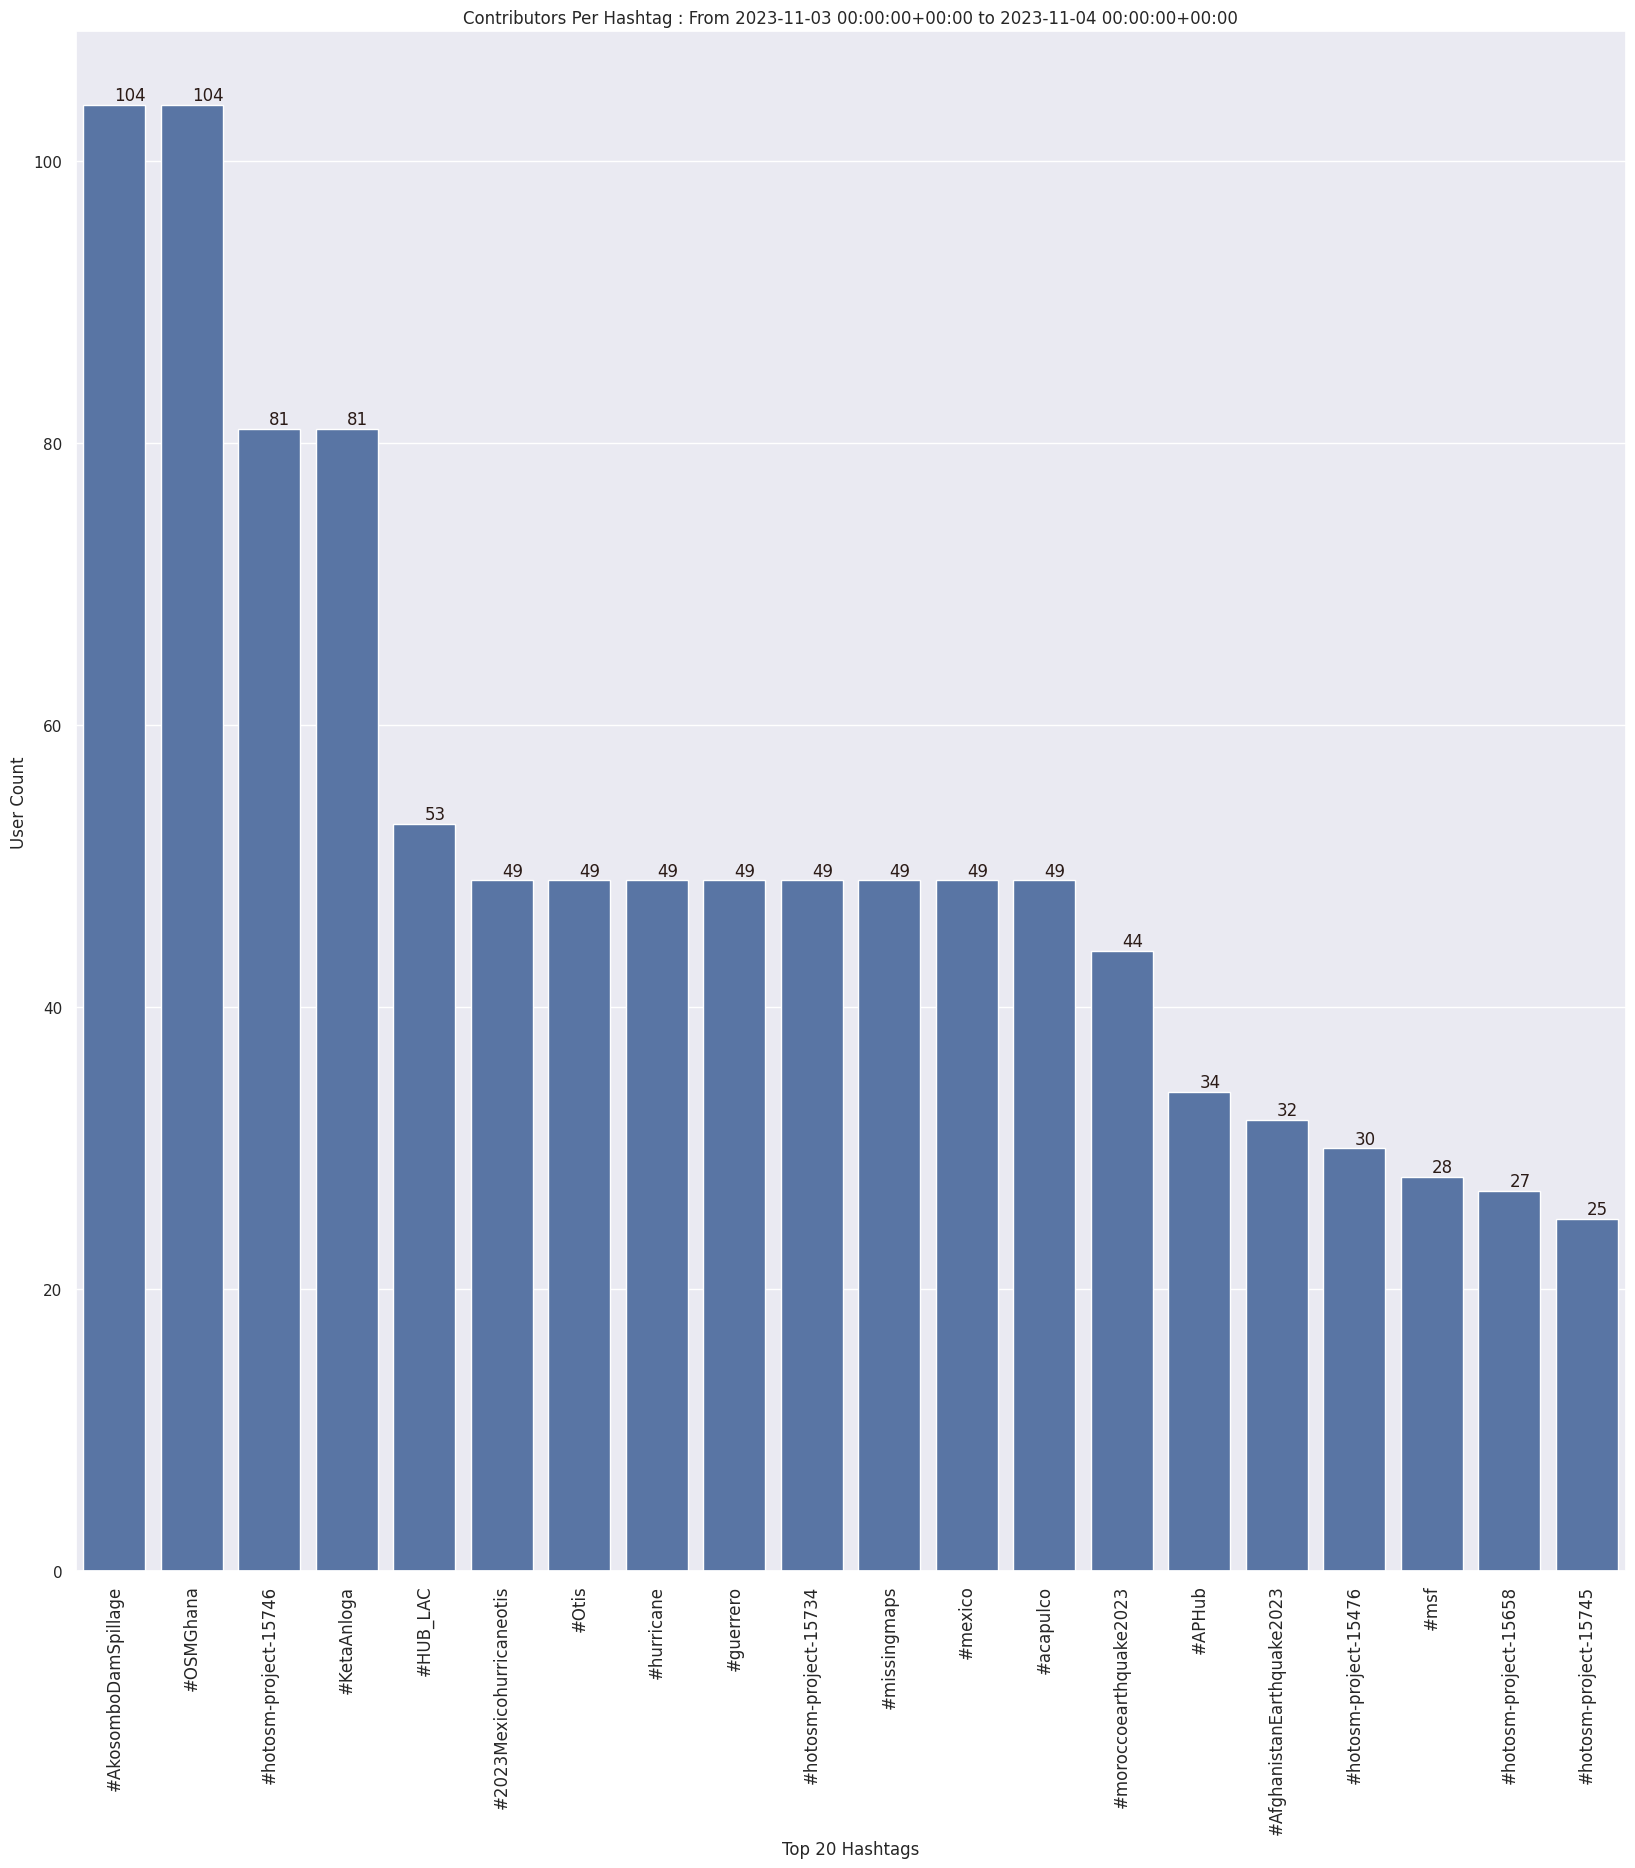 Contributors Per Hashtag : From 2023-11-03 00:00:00+00:00 to 2023-11-04 00:00:00+00:00
User Count
100
80
60
40
20
0
104
104
81
81
53
49
49
49
49
49
49
49
49
44
34
32
30
28
27
25
#AkosomboDamSpillage
#OSMGhana
#hotosm-project-15746
#KetaAnloga
#HUB_LAC
#2023Mexicohurricaneotis
#Otis
#hurricane
#guerrero
#hotosm-project-15734
#missingmaps
#mexico
#acapulco
#moroccoearthquake2023
#APHub
#AfghanistanEarthquake2023
#hotosm-project-15476
#msf
#hotosm-project-15658
#hotosm-project-15745
Top 20 Hashtags